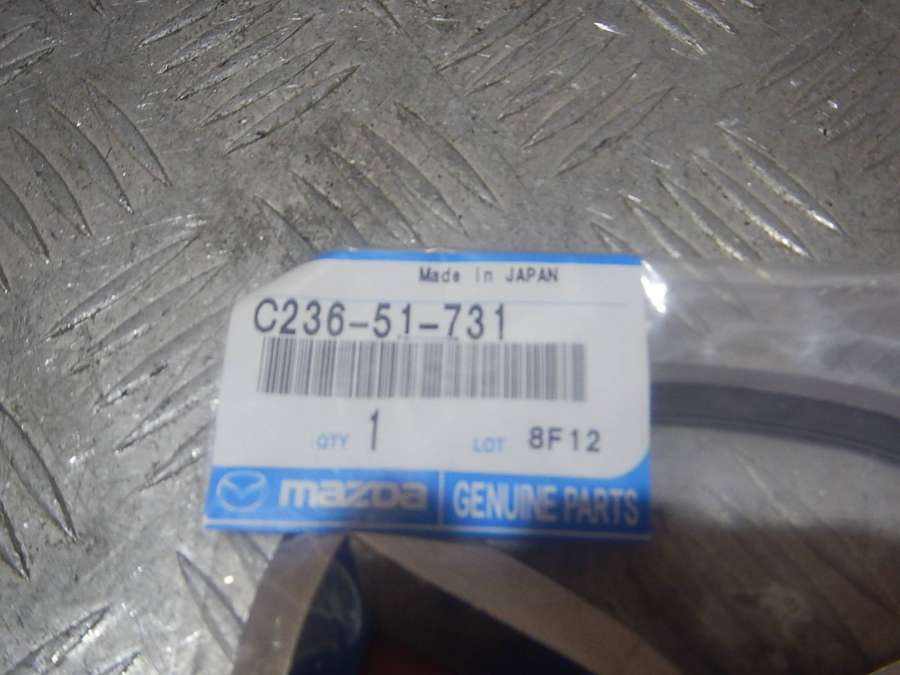 Made in JAPAN
C236-51-731
QTY 1 LOT 8F12
mazda GENUINE PARTS